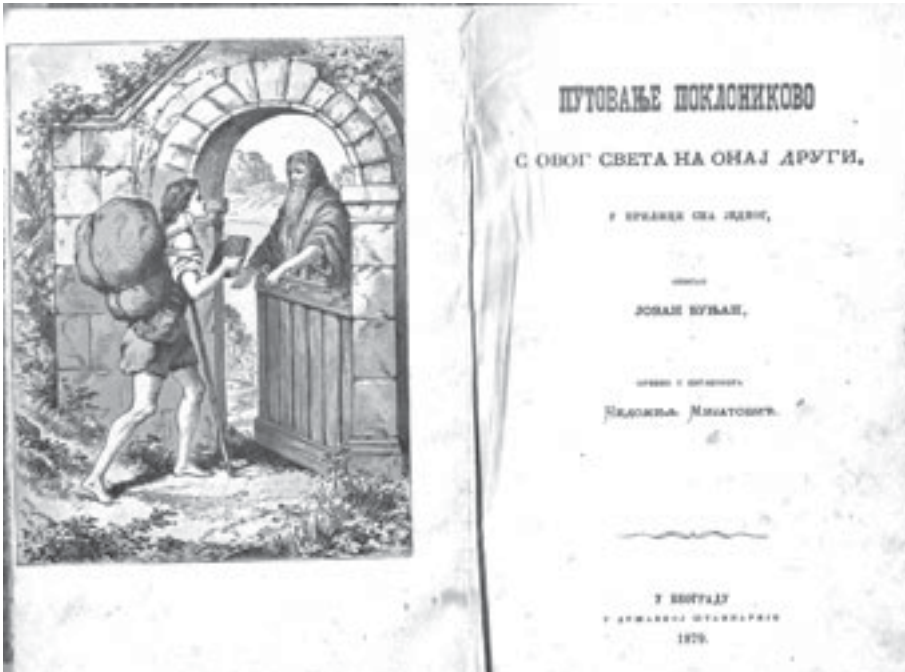 ПУТОВАЊЕ ПОКЛОНИКОВО
С ОВОГ СВЕТА НА ОНАЈ ДРУГИ,
У ПРИЛИЦИ СНА ЈЕДНОГ,
ЈОВАН БУЊАН,
ЧЕДОМИЉ МИЈАТОВИЋ.
У БЕОГРАДУ
У ДРЖАВНОЈ ШТАМПАРИЈИ
1879.